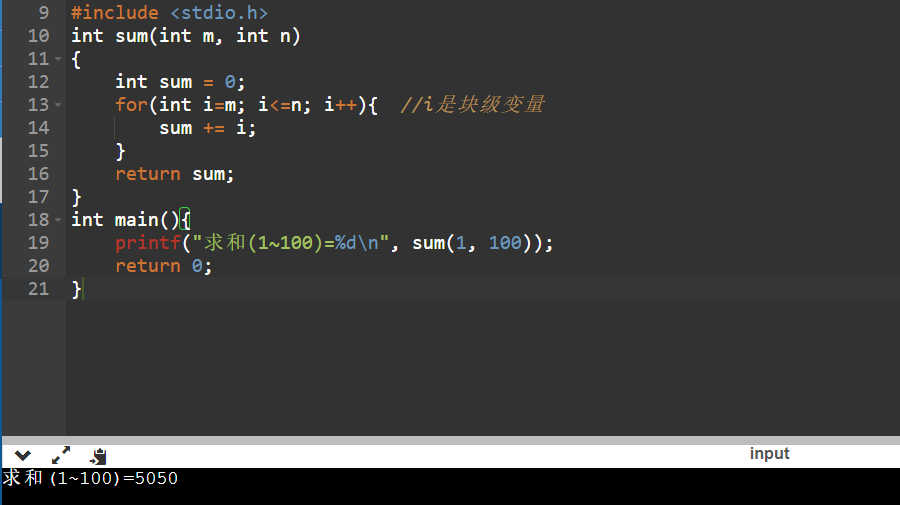 9 #include <stdio.h>
10 int sum(int m, int n)
11 {
12     int sum = 0;
13     for(int i=m; i<=n; i++){  //i是块级变量
14         sum += i;
15     }
16     return sum;
17 }
18 int main(){
19     printf("求和(1~100)=%d\n", sum(1, 100));
20     return 0;
21 }
input
求和(1~100)=5050